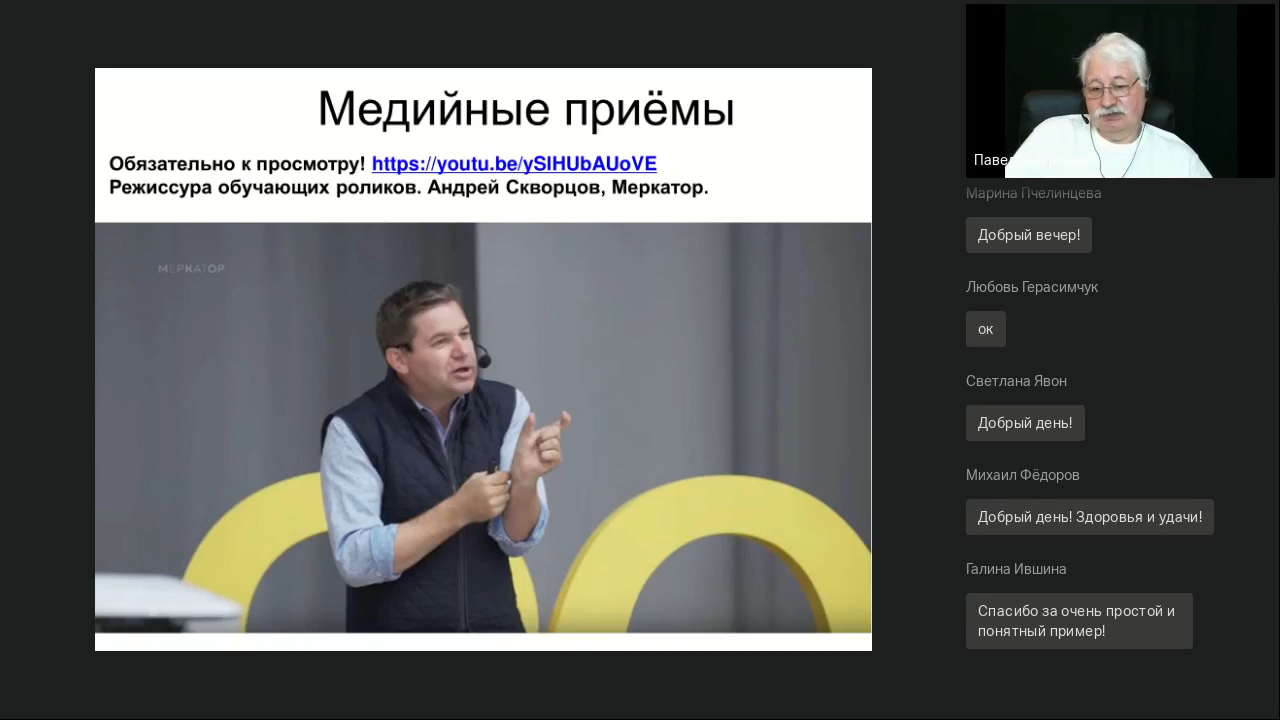 Медийные приёмы
Обязательно к просмотру! https://youtu.be/ySlHUbAUoVE
Режиссура обучающих роликов. Андрей Скворцов, Меркатор.
МЕРКАТОР
Марина Пчелинцева
Добрый вечер!
Любовь Герасимчук
ок
Светлана Явон
Добрый день!
Михаил Фёдоров
Добрый день! Здоровья и удачи!
Галина Ившина
Спасибо за очень простой и
понятный пример!